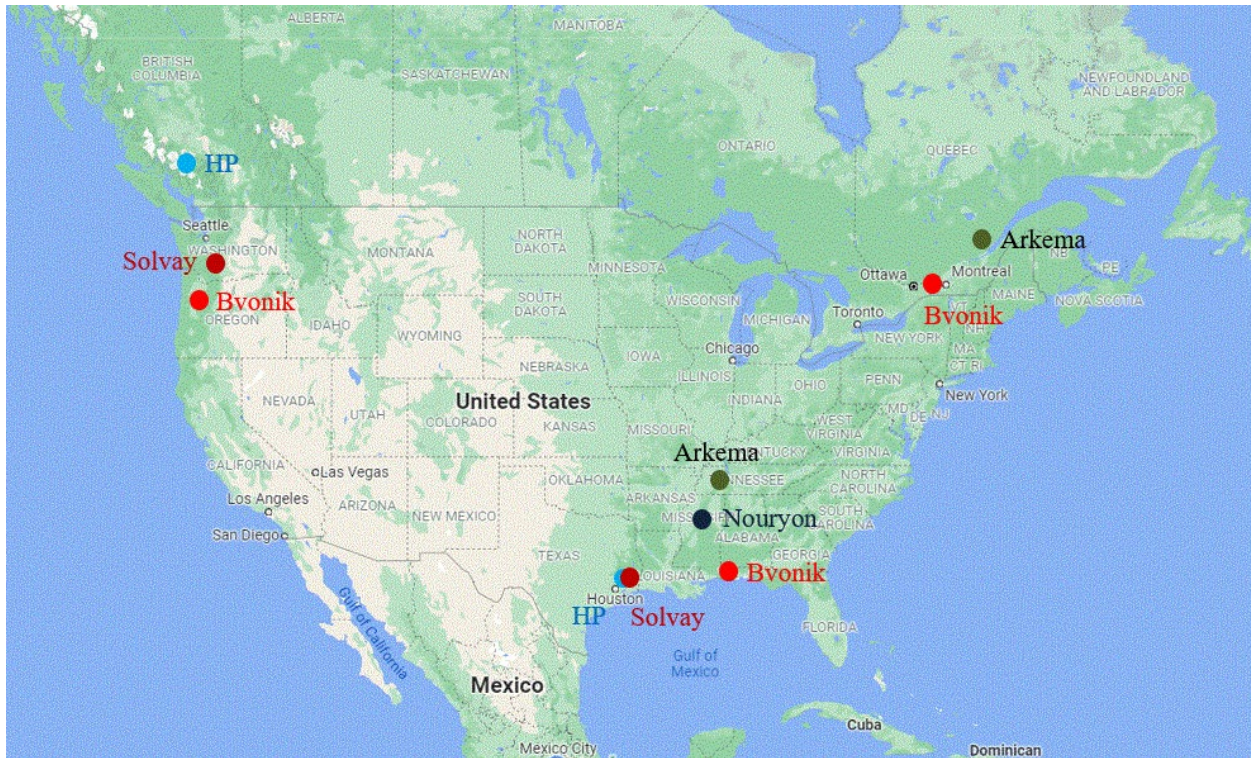 ALBERTA
MANITOBA
BRITISH
COLUMBIA
SASKATCHEWAN
NEWFOUNDLAND
AND LABRADOR
ONTARIO
QUEBEC
HP
Seattle
WASHINGTON
NORTH
DAKOTA
MONTANA
Arkema
NB
PE
Solvay
Ottawa
Montreal
MINNESOTA
MAINE
NOVA SCOTIA
Bvonik
OREGON
SOUTH
DAKOTA
WISCONSIN
VT
Bvonik
IDAHO
MICHIGAN
Toronto
NH
WYOMING
NEW YORK
MA
Chicago
IOWA
CT RI
NEBRASKA
ILLINOIS
OHIO
PENN
NEVADA
United States
INDIANA
New York
UTAH
COLORADO
KANSAS
MISSOURI
WEST
VIRGINIA
MD
DE
NJ
Arkema
KENTUCKY
VIRGINIA
CALIFORNIA
Las Vegas
OKLAHOMA
NNESSEE
NORTH
CAROLINA
Los Angeles
ARIZONA
NEW MEXICO
ARKANSAS
MISSI
Nouryon
SOUTH
CAROLINA
San Diego
ALABAMA
TEXAS
GEORGIA
LOUISIANA
Bvonik
Houston
HP
Solvay
Gulf of
California
FLORIDA
Gulf of
Mexico
Mexico
Cuba
Mexico City
Dominican